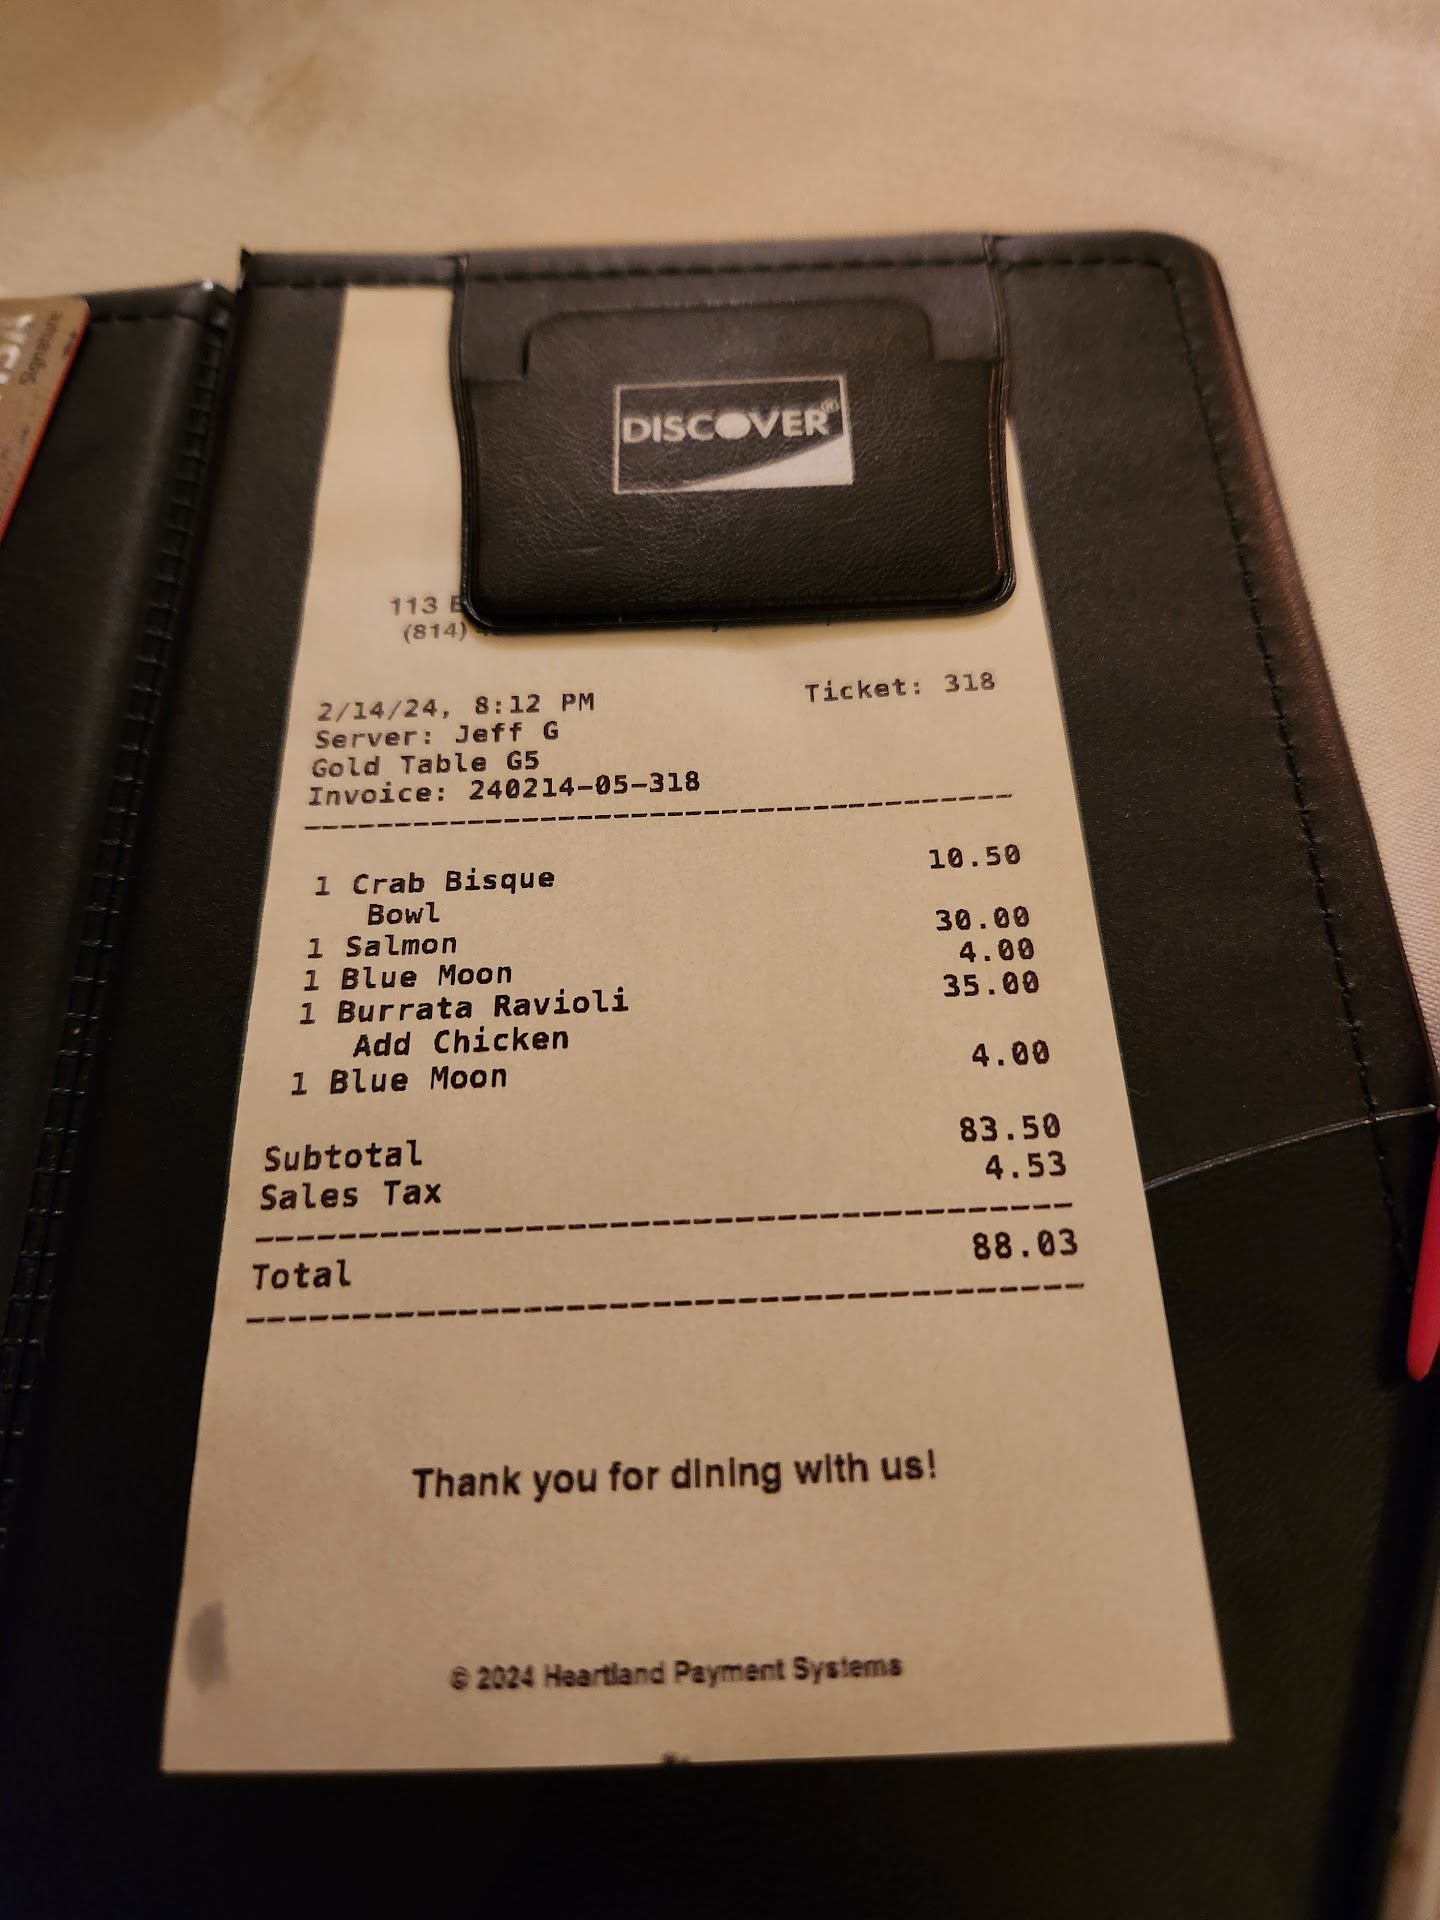 DISCOVER®
Signature
113
(814)
2/14/24, 8:12 PM Ticket: 318
Server: Jeff G
Gold Table G5
Invoice: 240214-05-318
1 Crab Bisque 10.50
Bowl
1 Salmon 30.00
1 Blue Moon 4.00
1 Burrata Ravioli 35.00
Add Chicken
1 Blue Moon 4.00
Subtotal 83.50
Sales Tax 4.53
Total 88.03
Thank you for dining with us!
© 2024 Heartland Payment Systems